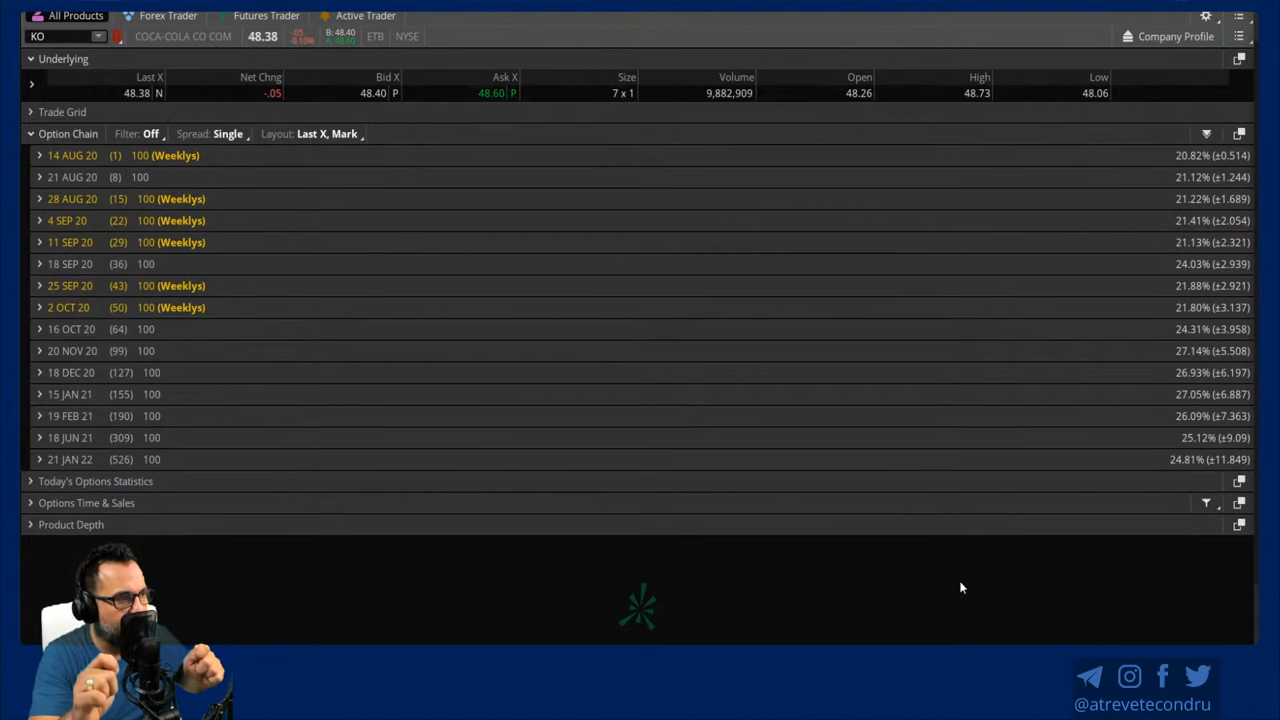 All Products Forex Trader Futures Trader Active Trader
KO COCA-COLA CO COM 48.38 -.05 -0.10% B: 48.40 A: 48.60 ETB NYSE Company Profile
Underlying
Last X Net Chng Bid X Ask X Size Volume Open High Low
48.38 N -.05 48.40 P 48.60 P 7 x 1 9,882,909 48.26 48.73 48.06
Trade Grid
Option Chain Filter: Off Spread: Single Layout: Last X, Mark
14 AUG 20 (1) 100 (Weeklys) 20.82% (±0.514)
21 AUG 20 (8) 100 21.12% (±1.244)
28 AUG 20 (15) 100 (Weeklys) 21.22% (±1.689)
4 SEP 20 (22) 100 (Weeklys) 21.41% (±2.054)
11 SEP 20 (29) 100 (Weeklys) 21.13% (±2.321)
18 SEP 20 (36) 100 24.03% (±2.939)
25 SEP 20 (43) 100 (Weeklys) 21.88% (±2.921)
2 OCT 20 (50) 100 (Weeklys) 21.80% (±3.137)
16 OCT 20 (64) 100 24.31% (±3.958)
20 NOV 20 (99) 100 27.14% (±5.508)
18 DEC 20 (127) 100 26.93% (±6.197)
15 JAN 21 (155) 100 27.05% (±6.887)
19 FEB 21 (190) 100 26.09% (±7.363)
18 JUN 21 (309) 100 25.12% (±9.09)
21 JAN 22 (526) 100 24.81% (±11.849)
Today's Options Statistics
Options Time & Sales
Product Depth
@atrevetecondru